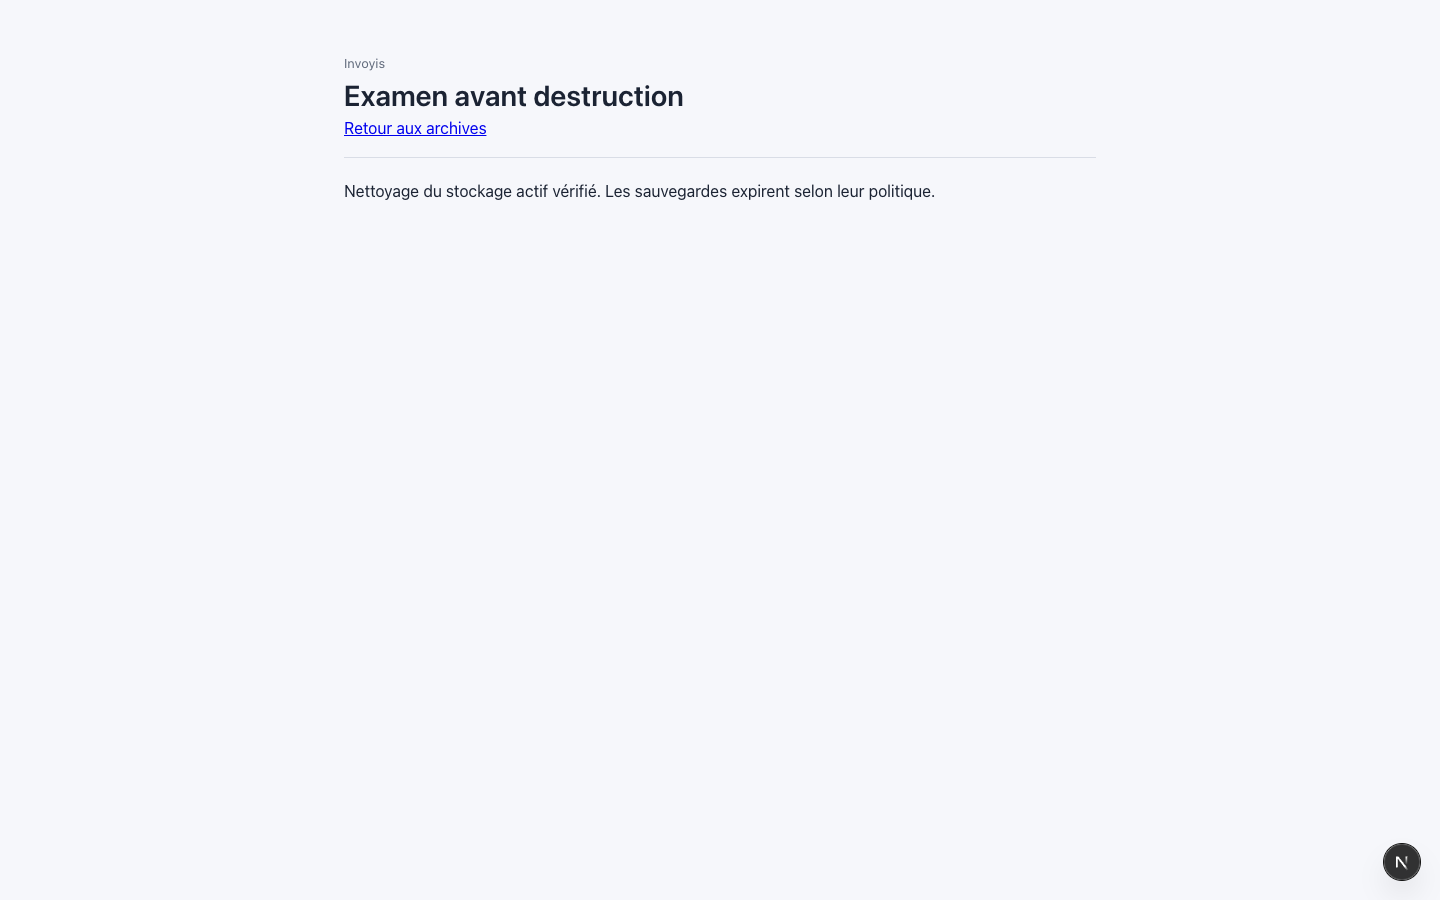 Invoyis
Examen avant destruction
Retour aux archives
Nettoyage du stockage actif vérifié. Les sauvegardes expirent selon leur politique.
N